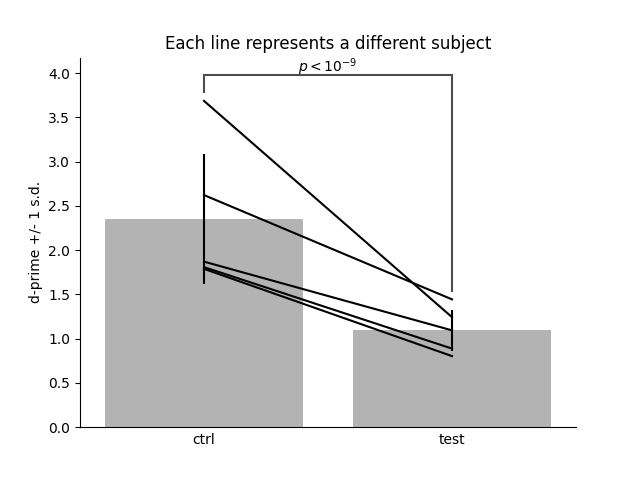 Each line represents a different subject
p < 10⁻⁹
d-prime +/- 1 s.d.
4.0
3.5
3.0
2.5
2.0
1.5
1.0
0.5
0.0
ctrl test